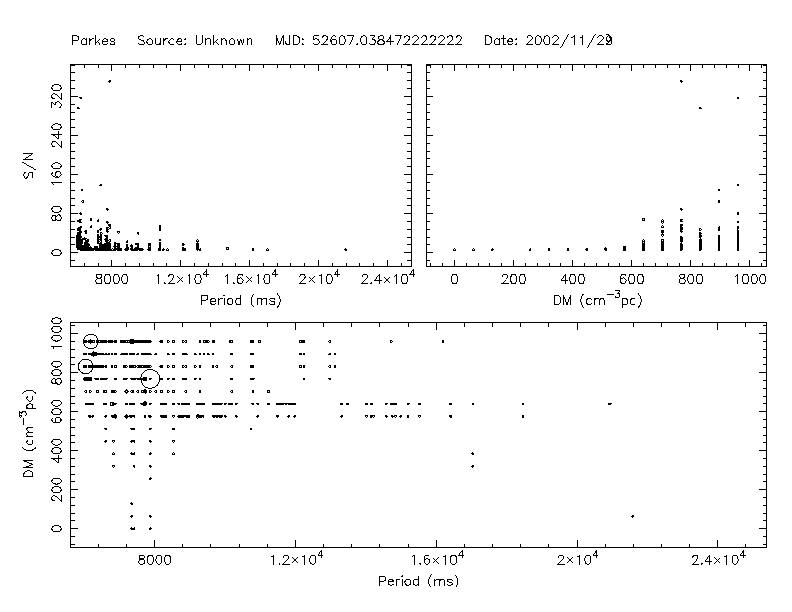 Parkes Source: Unknown MJD: 52607.038472222222 Date: 2002/11/29
S/N
320
240
160
80
0
8000 1.2×10⁴ 1.6×10⁴ 2×10⁴ 2.4×10⁴
Period (ms)
0 200 400 600 800 1000
DM (cm⁻³pc)
DM (cm⁻³pc)
1000
800
600
400
200
0
8000 1.2×10⁴ 1.6×10⁴ 2×10⁴ 2.4×10⁴
Period (ms)